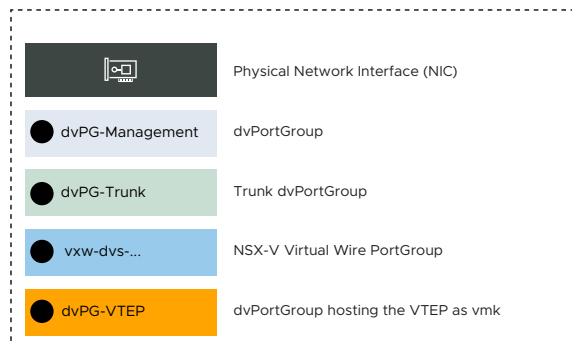 Physical Network Interface (NIC)
dvPG-Management dvPortGroup
dvPG-Trunk Trunk dvPortGroup
vxw-dvs-... NSX-V Virtual Wire PortGroup
dvPG-VTEP dvPortGroup hosting the VTEP as vmk